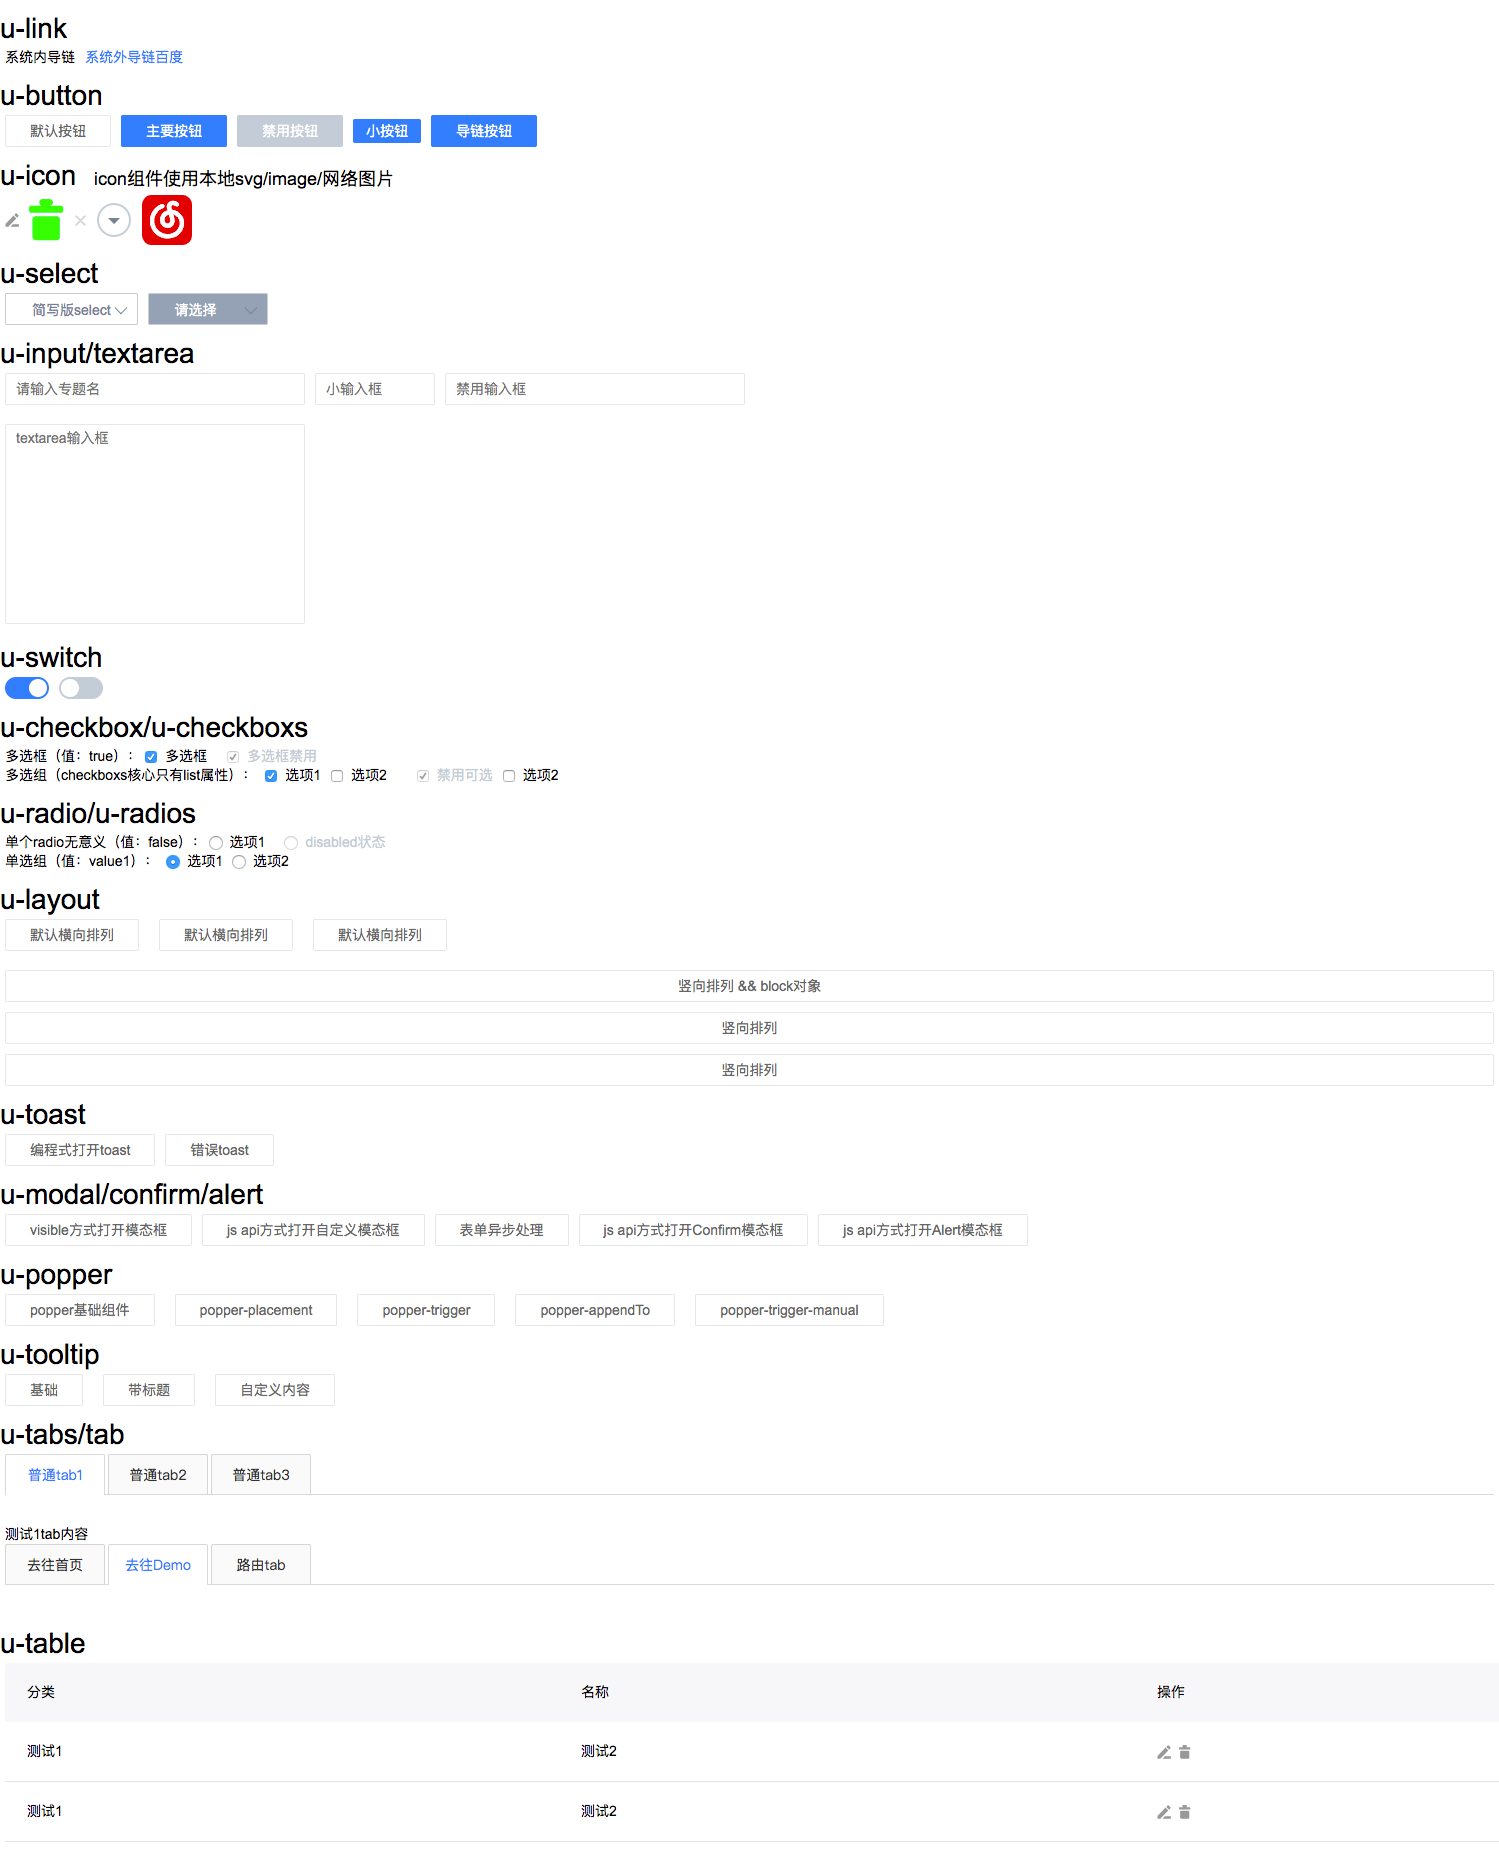 u-link
系统内导链 系统外导链百度
u-button
默认按钮 主要按钮 禁用按钮 小按钮 导链按钮
u-icon icon组件使用本地svg/image/网络图片
u-select
简写版select 请选择
u-input/textarea
请输入专题名 小输入框 禁用输入框
textarea输入框
u-switch
u-checkbox/u-checkboxs
多选框（值：true）： 多选框 多选框禁用
多选组（checkboxs核心只有list属性）： 选项1 选项2 禁用可选 选项2
u-radio/u-radios
单个radio无意义（值：false）： 选项1 disabled状态
单选组（值：value1）： 选项1 选项2
u-layout
默认横向排列 默认横向排列 默认横向排列
竖向排列 && block对象
竖向排列
竖向排列
u-toast
编程式打开toast 错误toast
u-modal/confirm/alert
visible方式打开模态框 js api方式打开自定义模态框 表单异步处理 js api方式打开Confirm模态框 js api方式打开Alert模态框
u-popper
popper基础组件 popper-placement popper-trigger popper-appendTo popper-trigger-manual
u-tooltip
基础 带标题 自定义内容
u-tabs/tab
普通tab1 普通tab2 普通tab3
测试1tab内容
去往首页 去往Demo 路由tab
u-table
分类 名称 操作
测试1 测试2
测试1 测试2